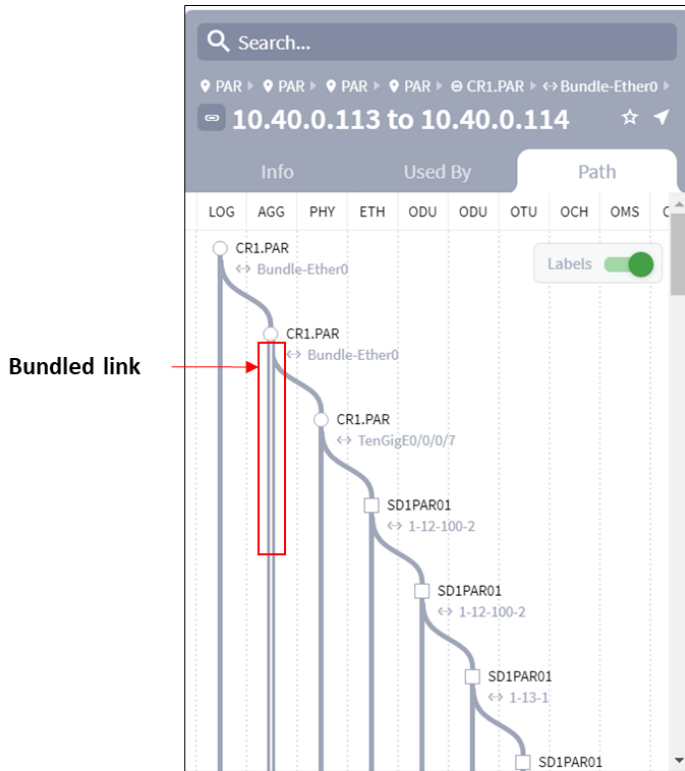 Search...
PAR PAR PAR PAR CR1.PAR Bundle-Ether0
10.40.0.113 to 10.40.0.114
Info Used By Path
LOG AGG PHY ETH ODU ODU OTU OCH OMS
CR1.PAR
Labels
Bundle-Ether0
CR1.PAR
Bundle-Ether0
Bundled link
CR1.PAR
TenGigE0/0/0/7
SD1PAR01
1-12-100-2
SD1PAR01
1-12-100-2
SD1PAR01
1-13-1
SD1PAR01